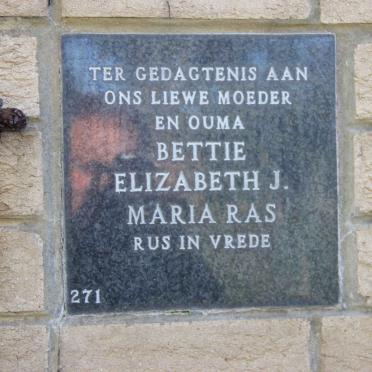 TER GEDAGTENIS AAN
ONS LIEWE MOEDER
EN OUMA
BETTIE
ELIZABETH J.
MARIA RAS
RUS IN VREDE
271